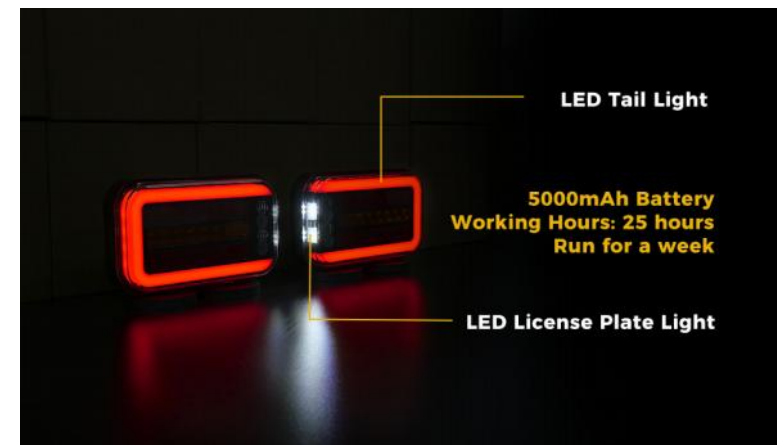 LED Tail Light
5000mAh Battery
Working Hours: 25 hours
Run for a week
LED License Plate Light